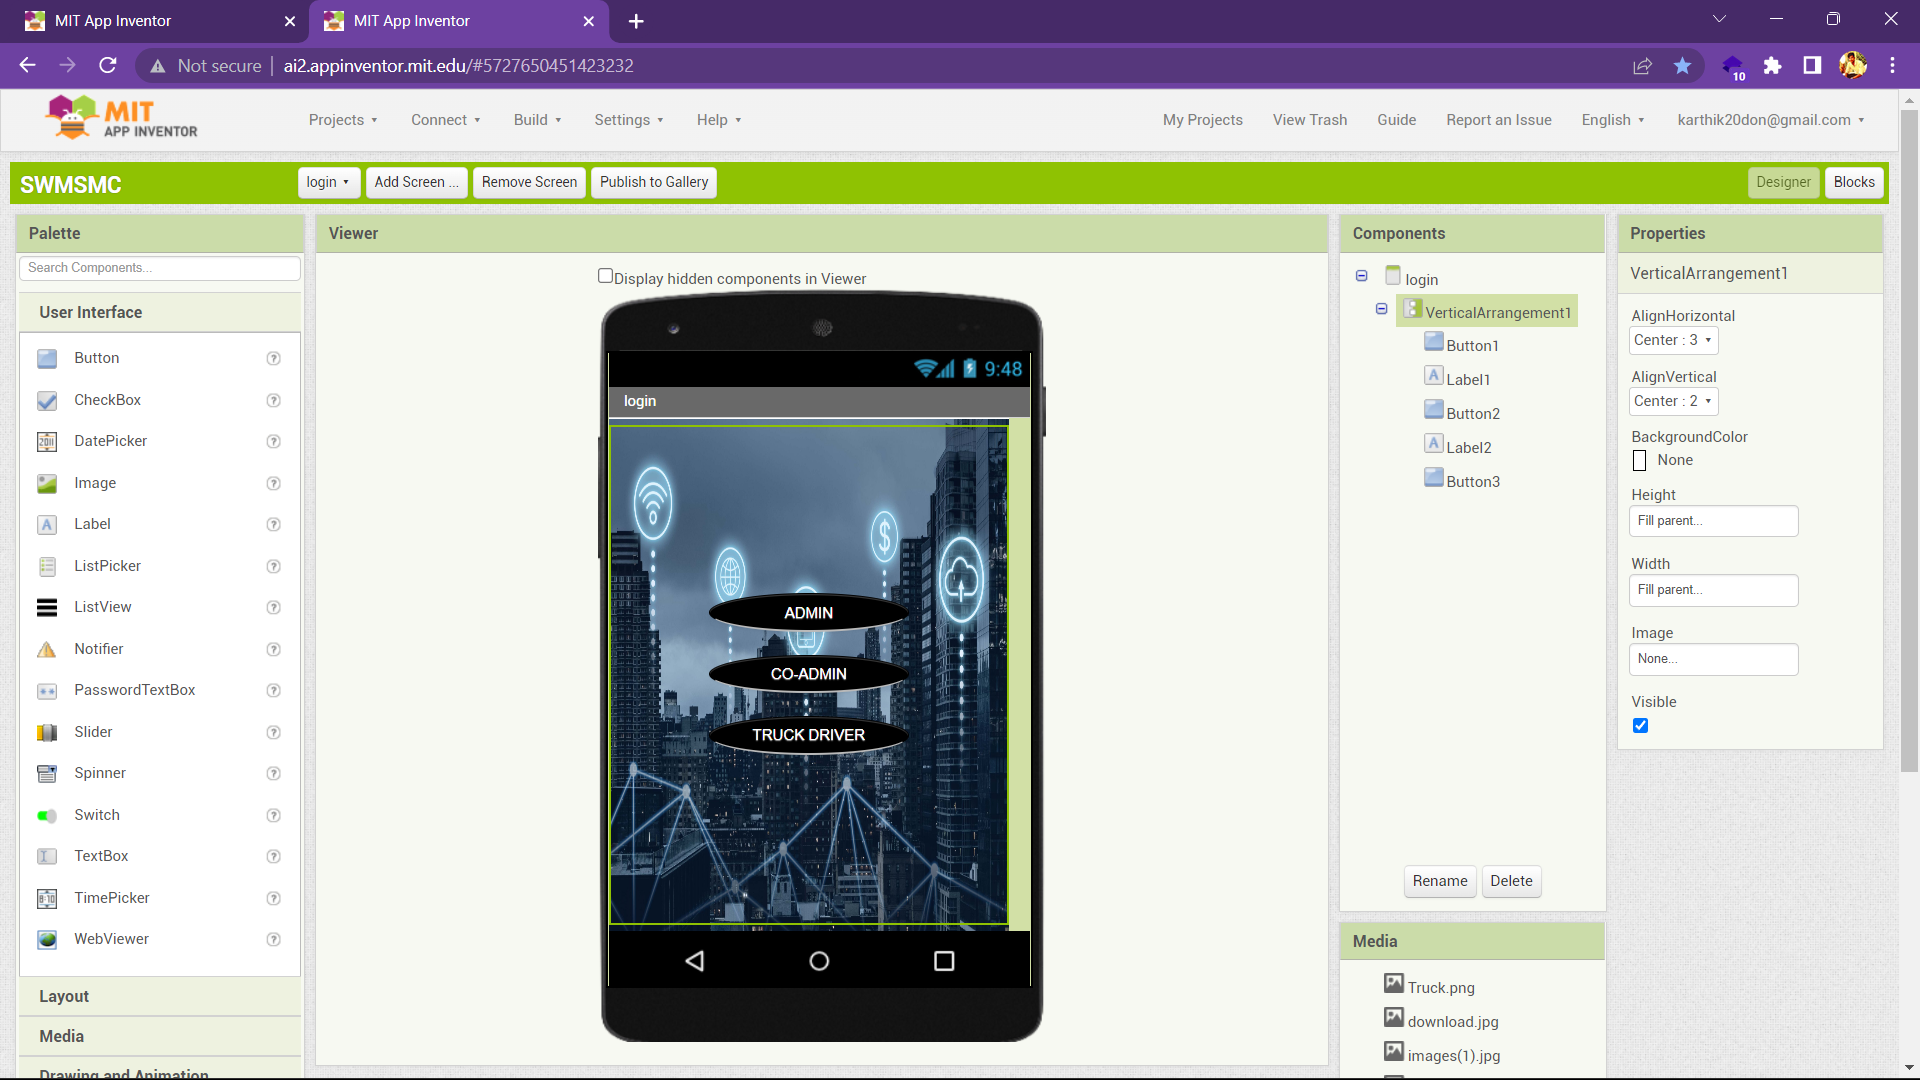 MIT App Inventor
MIT App Inventor
Not secure
ai2.appinventor.mit.edu/#5727650451423232
10
MIT
APP INVENTOR
Projects
Connect
Build
Settings
Help
My Projects
View Trash
Guide
Report an Issue
English
karthik20don@gmail.com
SWMSMC
login
Add Screen ...
Remove Screen
Publish to Gallery
Designer
Blocks
Palette
Search Components...
User Interface
Button
CheckBox
DatePicker
Image
Label
ListPicker
ListView
Notifier
PasswordTextBox
Slider
Spinner
Switch
TextBox
TimePicker
WebViewer
Layout
Media
Drawing and Animation
Viewer
Display hidden components in Viewer
9:48
login
ADMIN
CO-ADMIN
TRUCK DRIVER
Components
login
VerticalArrangement1
Button1
Label1
Button2
Label2
Button3
Rename
Delete
Media
Truck.png
download.jpg
images(1).jpg
Properties
VerticalArrangement1
AlignHorizontal
Center : 3
AlignVertical
Center : 2
BackgroundColor
None
Height
Fill parent...
Width
Fill parent...
Image
None...
Visible